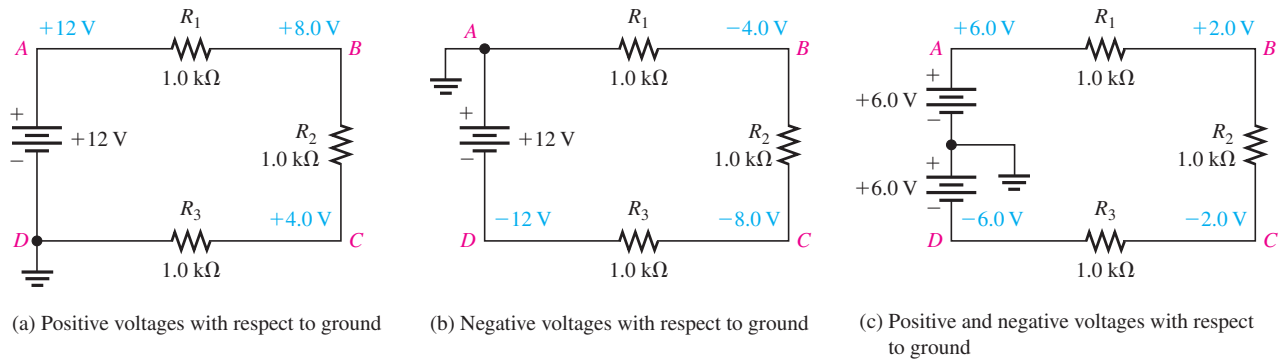 +12 V R1 +8.0 V
A B
1.0 kΩ
+
+12 V
−
R2
1.0 kΩ
R3 +4.0 V
D C
1.0 kΩ
(a) Positive voltages with respect to ground
A R1 −4.0 V
B
1.0 kΩ
+
+12 V
−
R2
1.0 kΩ
−12 V R3 −8.0 V
D C
1.0 kΩ
(b) Negative voltages with respect to ground
+6.0 V R1 +2.0 V
A B
1.0 kΩ
+
+6.0 V
−
R2
1.0 kΩ
+
+6.0 V
−
−6.0 V R3 −2.0 V
D C
1.0 kΩ
(c) Positive and negative voltages with respect
to ground